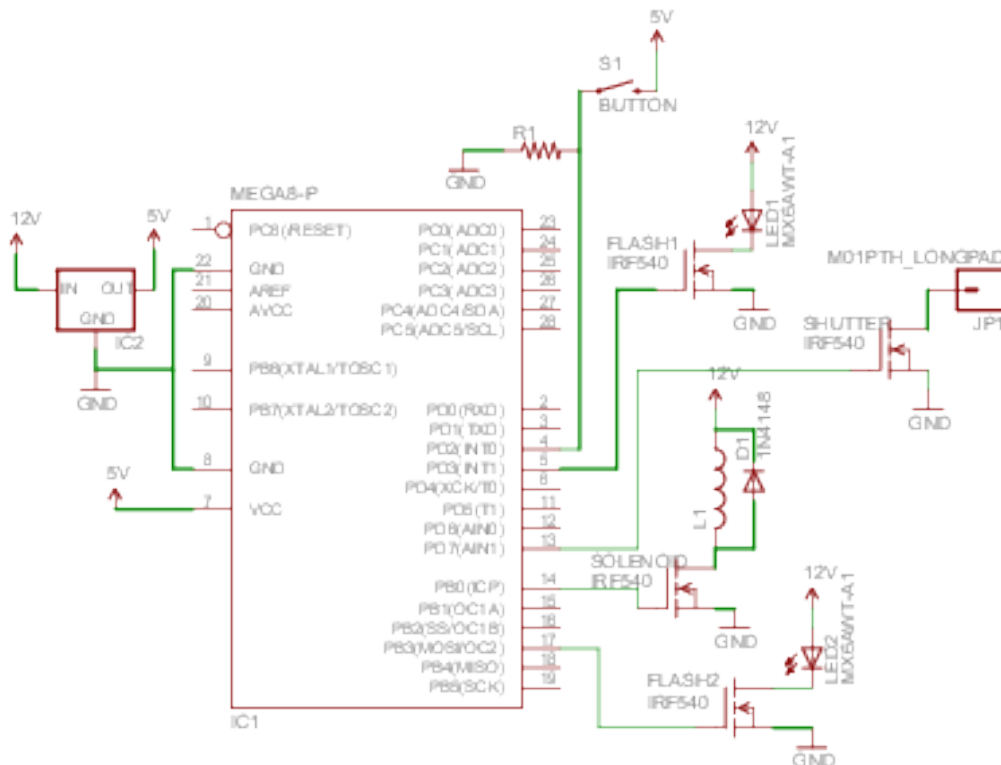 5V
S1
BUTTON
R1
GND
12V
LED1
MX6AWT-A1
MEGA8-P
12V
5V
IN
OUT
GND
IC2
GND
1
PC6(/RESET)
22
GND
21
AREF
20
AVCC
9
PB6(XTAL1/TOSC1)
10
PB7(XTAL2/TOSC2)
8
GND
5V
7
VCC
PC0(ADC0)
23
PC1(ADC1)
24
PC2(ADC2)
25
PC3(ADC3)
26
PC4(ADC4/SDA)
27
PC5(ADC5/SCL)
28
PD0(RXD)
2
PD1(TXD)
3
PD2(INT0)
4
PD3(INT1)
5
PD4(XCK/T0)
6
PD5(T1)
11
PD6(AIN0)
12
PD7(AIN1)
13
PB0(ICP)
14
PB1(OC1A)
15
PB2(SS/OC1B)
16
PB3(MOSI/OC2)
17
PB4(MISO)
18
PB5(SCK)
19
IC1
FLASH1
IRF540
GND
M01PTH_LONGPAD
JP1
SHUTTER
IRF540
GND
12V
D1
1N4148
L1
SOLENOID
IRF540
GND
12V
LED2
MX6AWT-A1
FLASH2
IRF540
GND